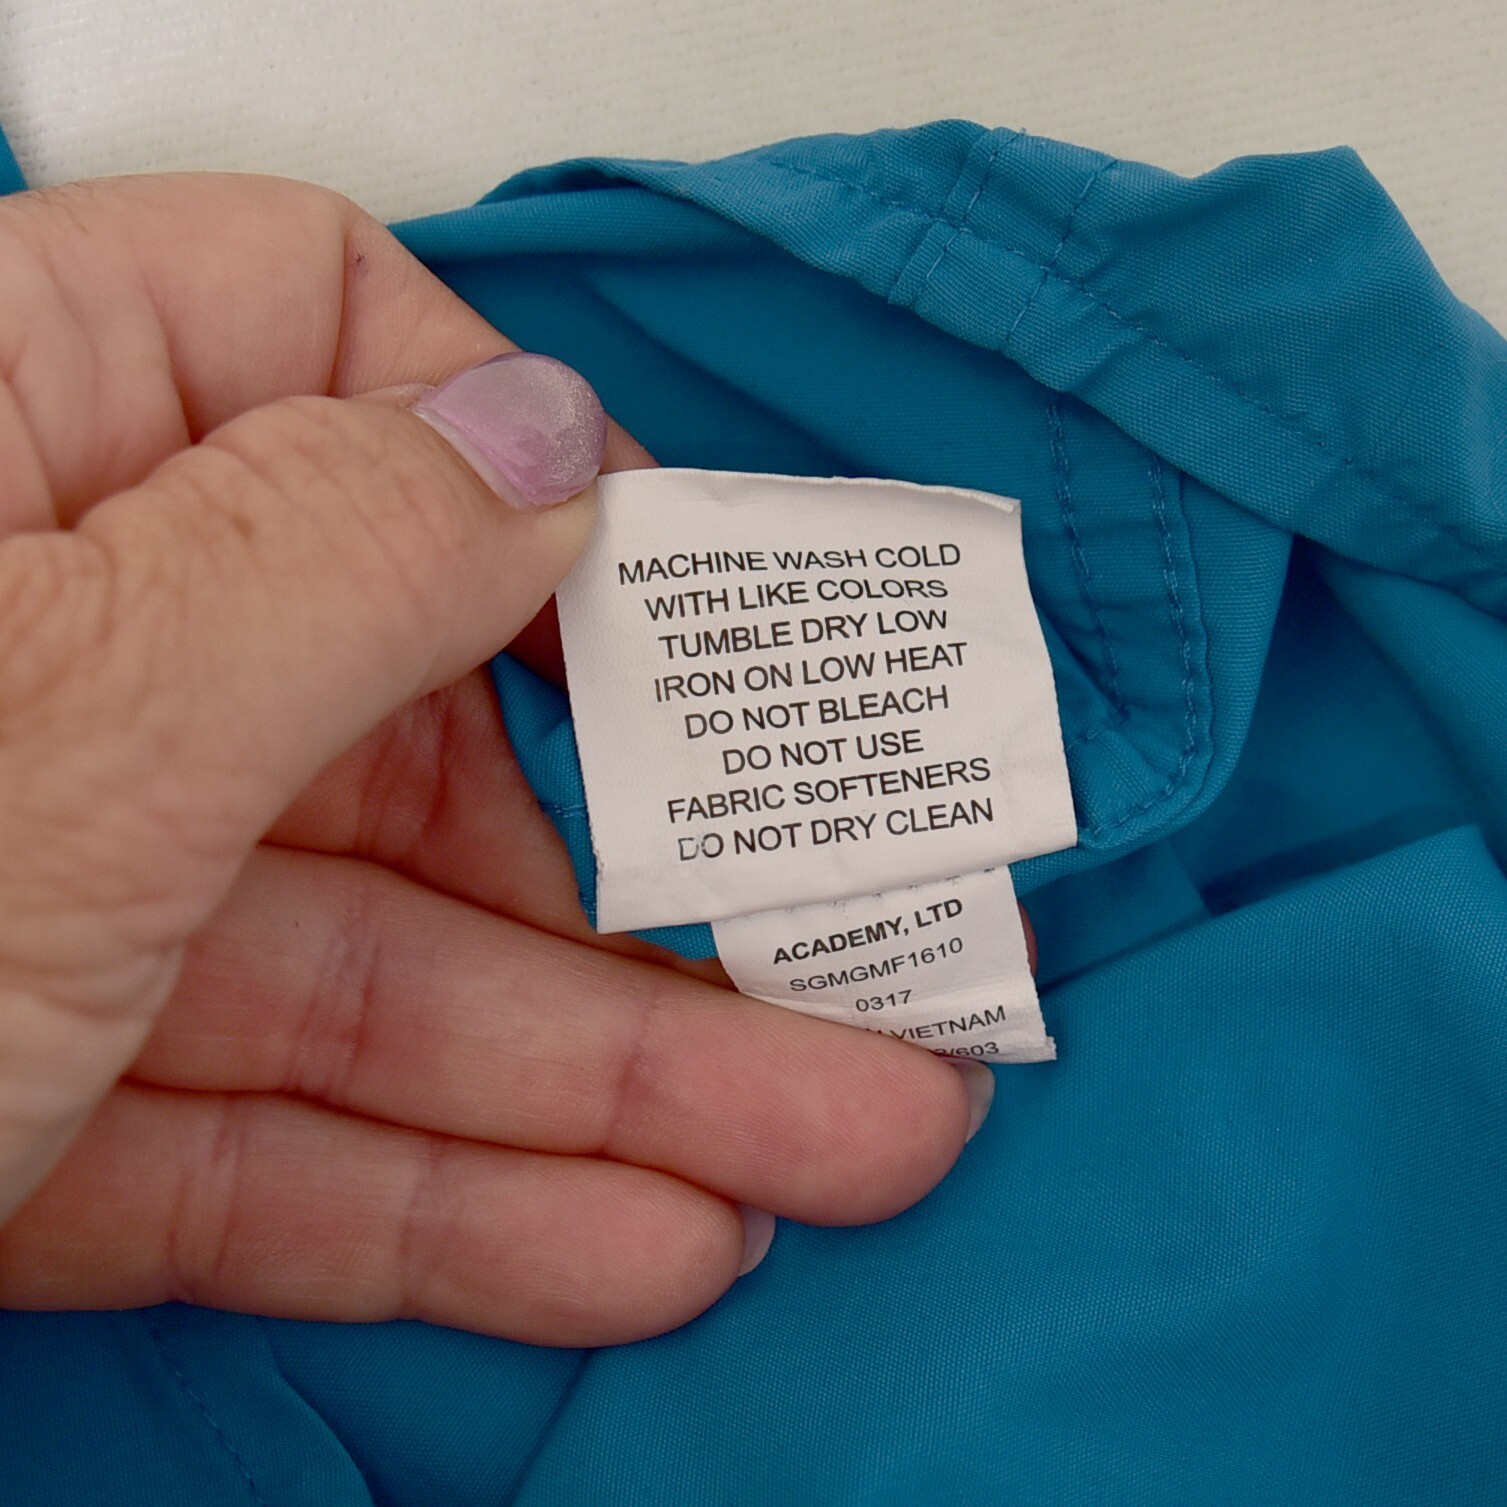 MACHINE WASH COLD
WITH LIKE COLORS
TUMBLE DRY LOW
IRON ON LOW HEAT
DO NOT BLEACH
DO NOT USE
FABRIC SOFTENERS
DO NOT DRY CLEAN
ACADEMY, LTD
SGMGMF1610
0317
VIETNAM